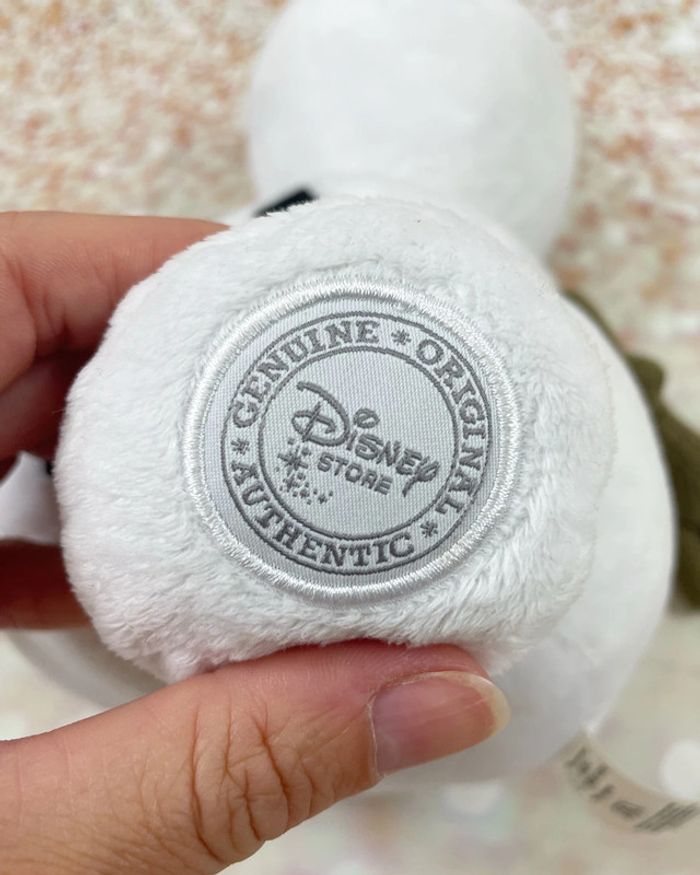 GENUINE * ORIGINAL * AUTHENTIC *
Disney
STORE